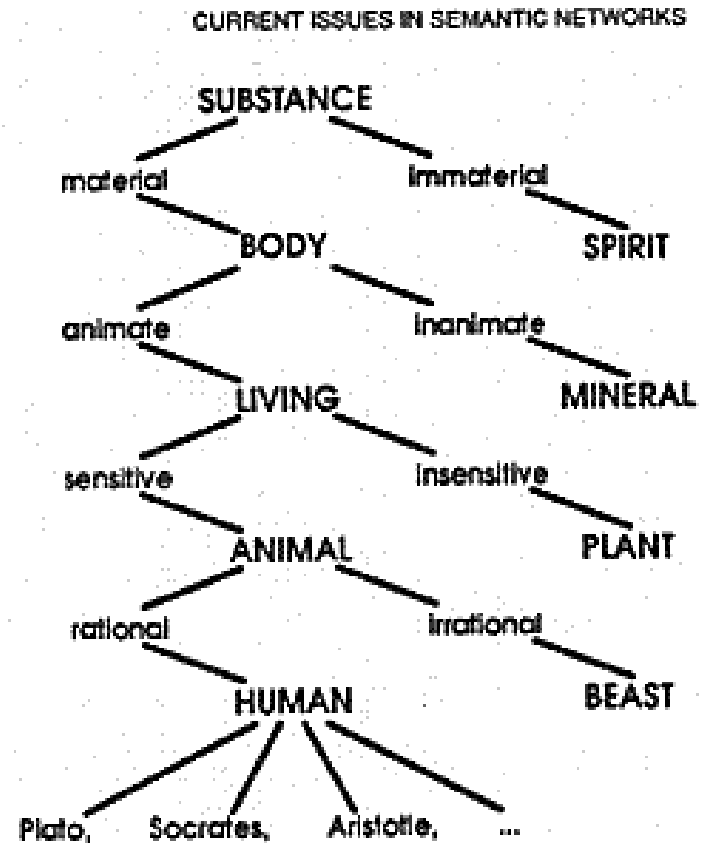 CURRENT ISSUES IN SEMANTIC NETWORKS
SUBSTANCE
material immaterial
BODY SPIRIT
animate inanimate
LIVING MINERAL
sensitive insensitive
ANIMAL PLANT
rational irrational
HUMAN BEAST
Plato, Socrates, Aristotle, ...